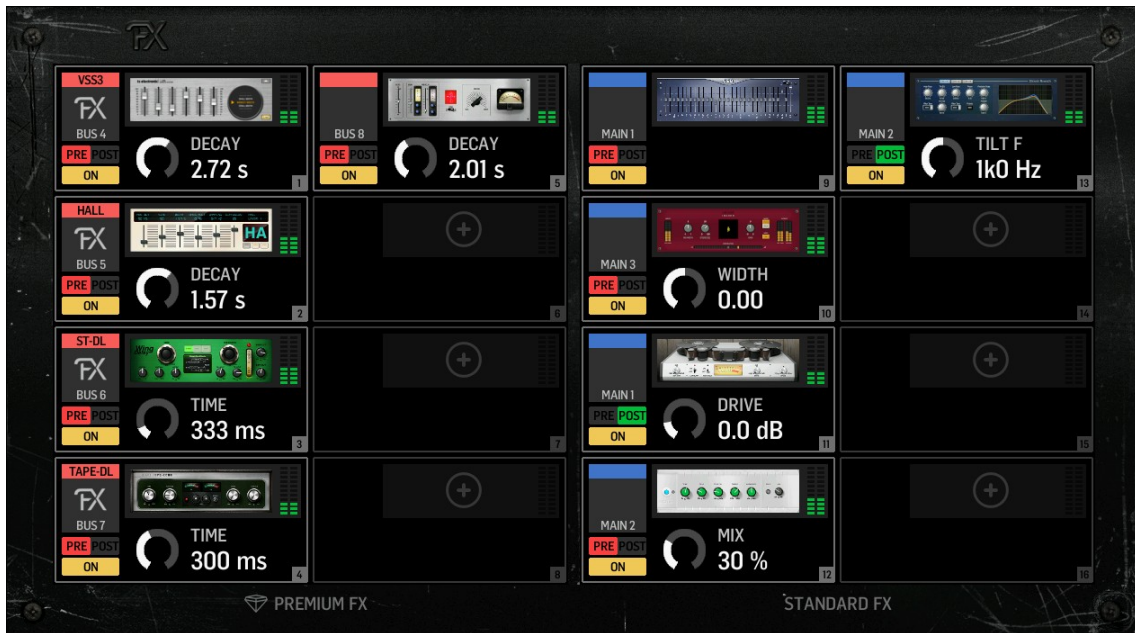 FX
VSS3
FX
BUS 4
PRE POST
ON
DECAY
2.72 s
1
BUS 8
PRE POST
ON
DECAY
2.01 s
5
MAIN 1
PRE POST
ON
9
MAIN 2
PRE POST
ON
TILT F
1k0 Hz
13
HALL
FX
BUS 5
PRE POST
ON
HA
DECAY
1.57 s
2
6
MAIN 3
PRE POST
ON
WIDTH
0.00
10
14
ST-DL
FX
BUS 6
PRE POST
ON
TIME
333 ms
3
7
MAIN 1
PRE POST
ON
DRIVE
0.0 dB
11
15
TAPE-DL
FX
BUS 7
PRE POST
ON
TIME
300 ms
4
8
MAIN 2
PRE POST
ON
MIX
30 %
12
16
PREMIUM FX
STANDARD FX